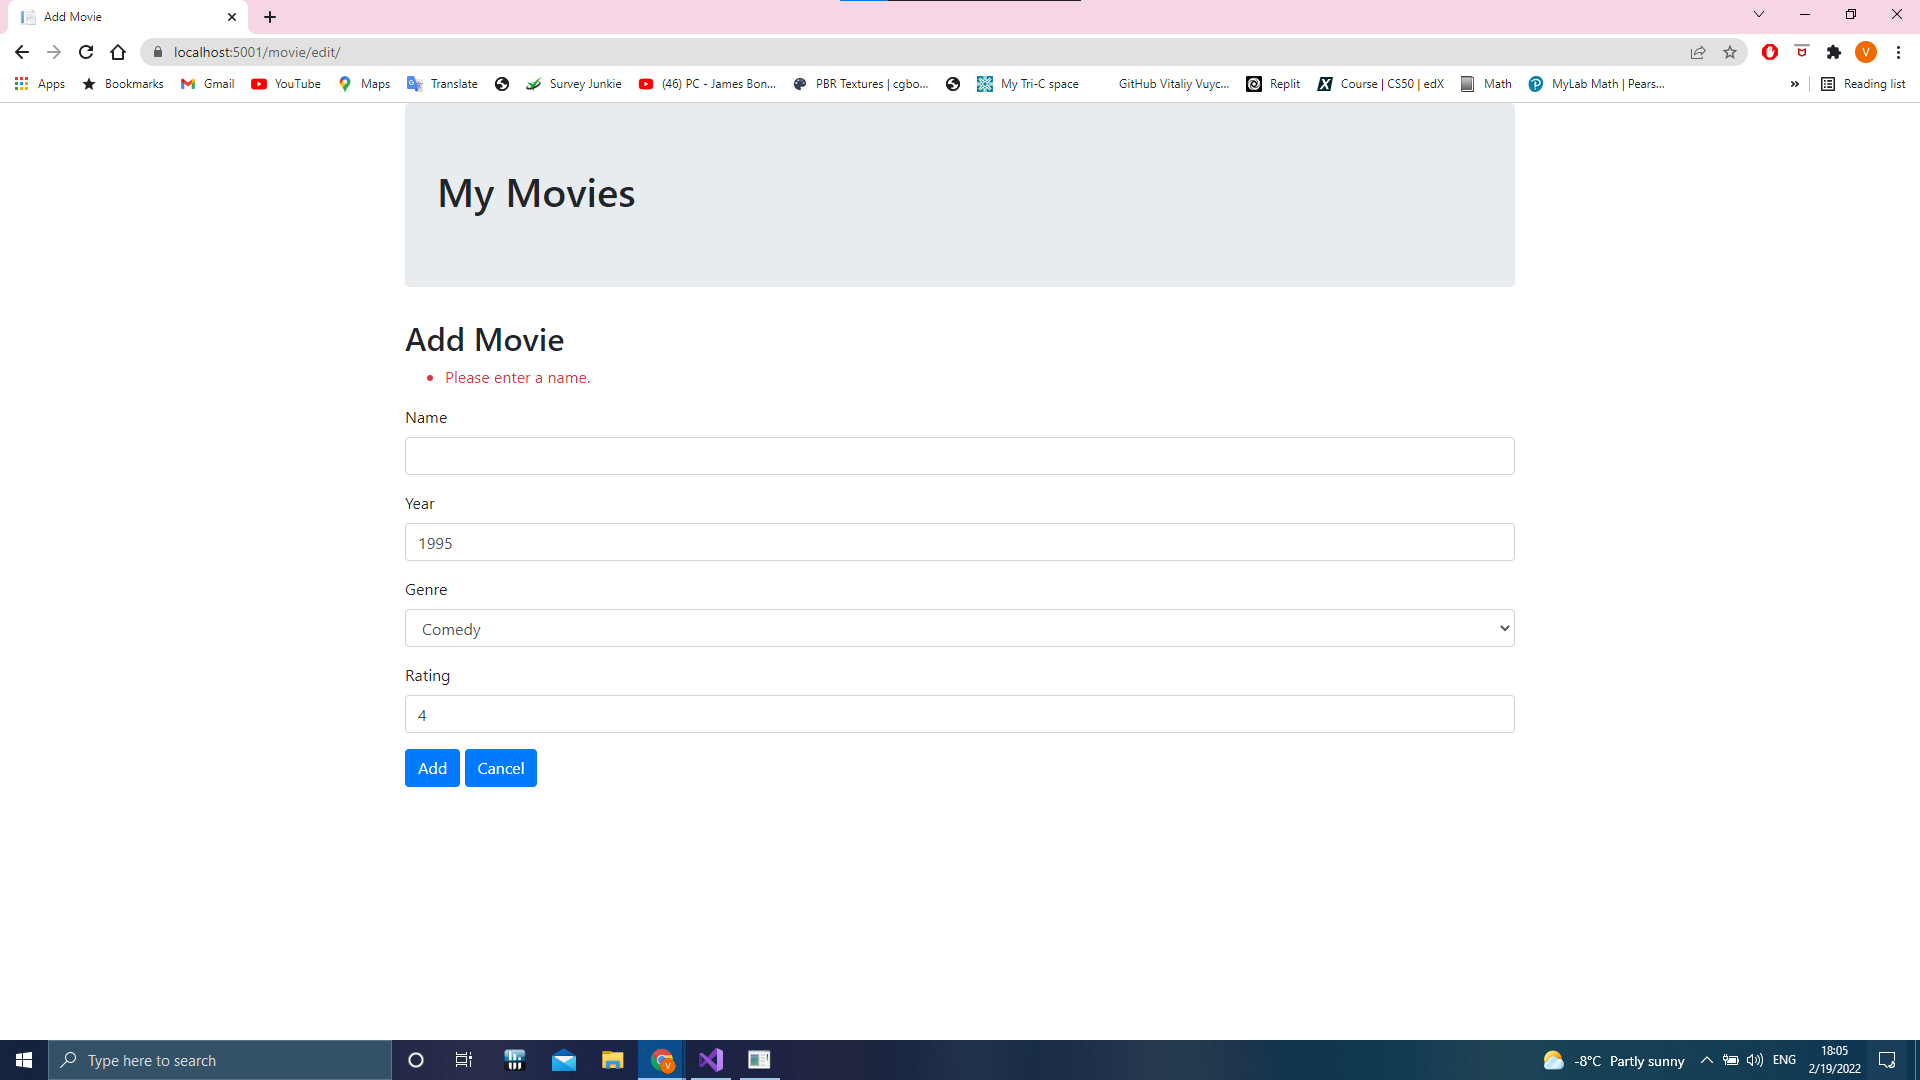 Add Movie
localhost:5001/movie/edit/
V
Apps Bookmarks Gmail YouTube Maps Translate Survey Junkie (46) PC - James Bon... PBR Textures | cgbo... My Tri-C space GitHub Vitaliy Vuyc... Replit Course | CS50 | edX Math MyLab Math | Pears... » Reading list
My Movies
Add Movie
• Please enter a name.
Name
Year
1995
Genre
Comedy
Rating
4
Add Cancel
Type here to search
V
-8°C Partly sunny
ENG
18:05
2/19/2022